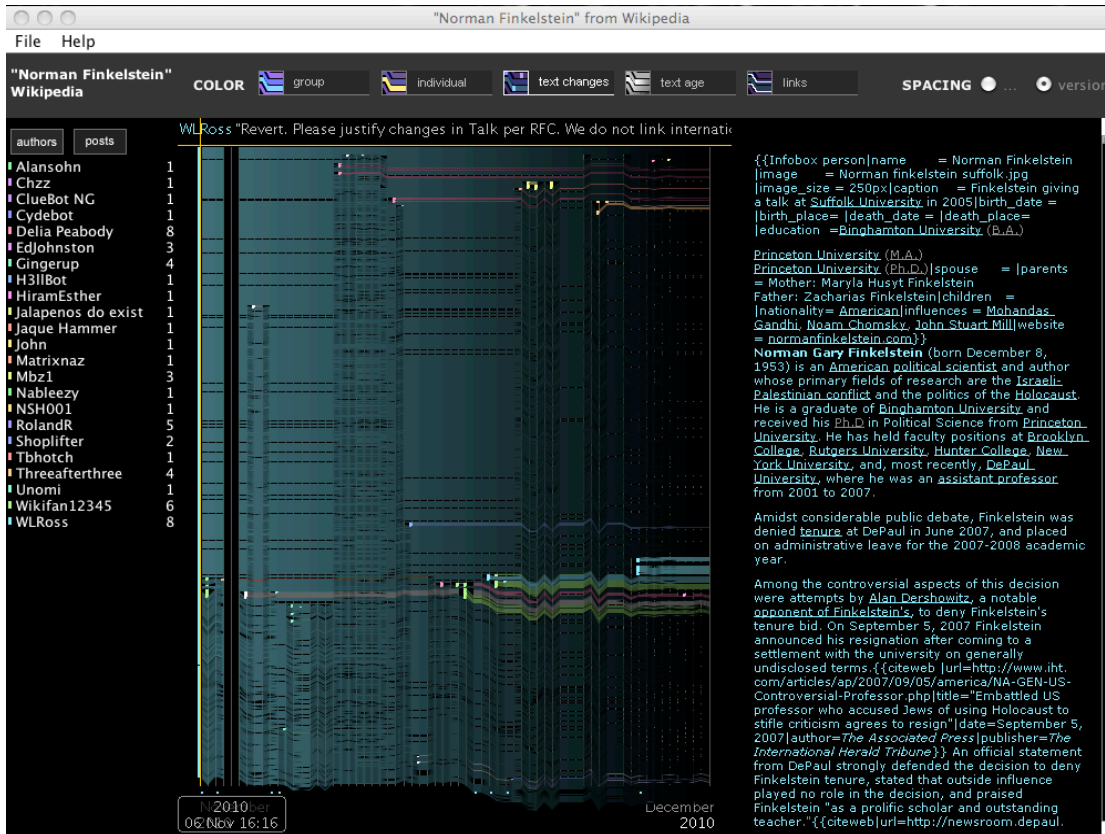 "Norman Finkelstein" from Wikipedia
File Help
"Norman Finkelstein"
Wikipedia
COLOR group individual text changes text age links SPACING ... version
WLRoss "Revert. Please justify changes in Talk per RFC. We do not link internatio
authors posts
Alansohn 1
Chzz 1
ClueBot NG 1
Cydebot 1
Delia Peabody 8
EdJohnston 3
Gingerup 4
H3llBot 1
HiramEsther 1
Jalapenos do exist 1
Jaque Hammer 1
John 1
Matrixnaz 1
Mbz1 3
Nableezy 1
NSH001 1
RolandR 5
Shoplifter 2
Tbhotch 1
Threeafterthree 4
Unomi 1
Wikifan12345 6
WLRoss 8
2010
06 Nov 16:16
December
2010
{{Infobox person|name = Norman Finkelstein
|image = Norman finkelstein suffolk.jpg
|image_size = 250px|caption = Finkelstein giving
a talk at Suffolk University in 2005|birth_date =
|birth_place= |death_date = |death_place=
|education =Binghamton University (B.A.)
Princeton University (M.A.)
Princeton University (Ph.D.)|spouse = |parents
= Mother: Maryla Husyt Finkelstein
Father: Zacharias Finkelstein|children =
|nationality= American|influences = Mohandas
Gandhi, Noam Chomsky, John Stuart Mill|website
= normanfinkelstein.com}}
Norman Gary Finkelstein (born December 8,
1953) is an American political scientist and author
whose primary fields of research are the Israeli-
Palestinian conflict and the politics of the Holocaust.
He is a graduate of Binghamton University and
received his Ph.D in Political Science from Princeton
University. He has held faculty positions at Brooklyn
College, Rutgers University, Hunter College, New
York University, and, most recently, DePaul
University, where he was an assistant professor
from 2001 to 2007.
Amidst considerable public debate, Finkelstein was
denied tenure at DePaul in June 2007, and placed
on administrative leave for the 2007-2008 academic
year.
Among the controversial aspects of this decision
were attempts by Alan Dershowitz, a notable
opponent of Finkelstein's, to deny Finkelstein's
tenure bid. On September 5, 2007 Finkelstein
announced his resignation after coming to a
settlement with the university on generally
undisclosed terms.{{citeweb |url=http://www.iht.
com/articles/ap/2007/09/05/america/NA-GEN-US-
Controversial-Professor.php|title="Embattled US
professor who accused Jews of using Holocaust to
stifle criticism agrees to resign"|date=September 5,
2007|author=The Associated Press|publisher=The
International Herald Tribune}} An official statement
from DePaul strongly defended the decision to deny
Finkelstein tenure, stated that outside influence
played no role in the decision, and praised
Finkelstein "as a prolific scholar and outstanding
teacher."{{citeweb|url=http://newsroom.depaul.